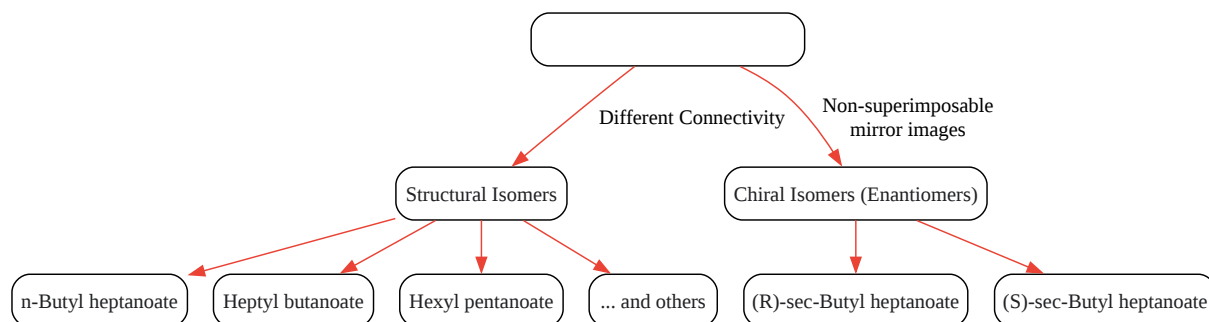 Different Connectivity
Non-superimposable
mirror images
Structural Isomers
Chiral Isomers (Enantiomers)
n-Butyl heptanoate
Heptyl butanoate
Hexyl pentanoate
... and others
(R)-sec-Butyl heptanoate
(S)-sec-Butyl heptanoate